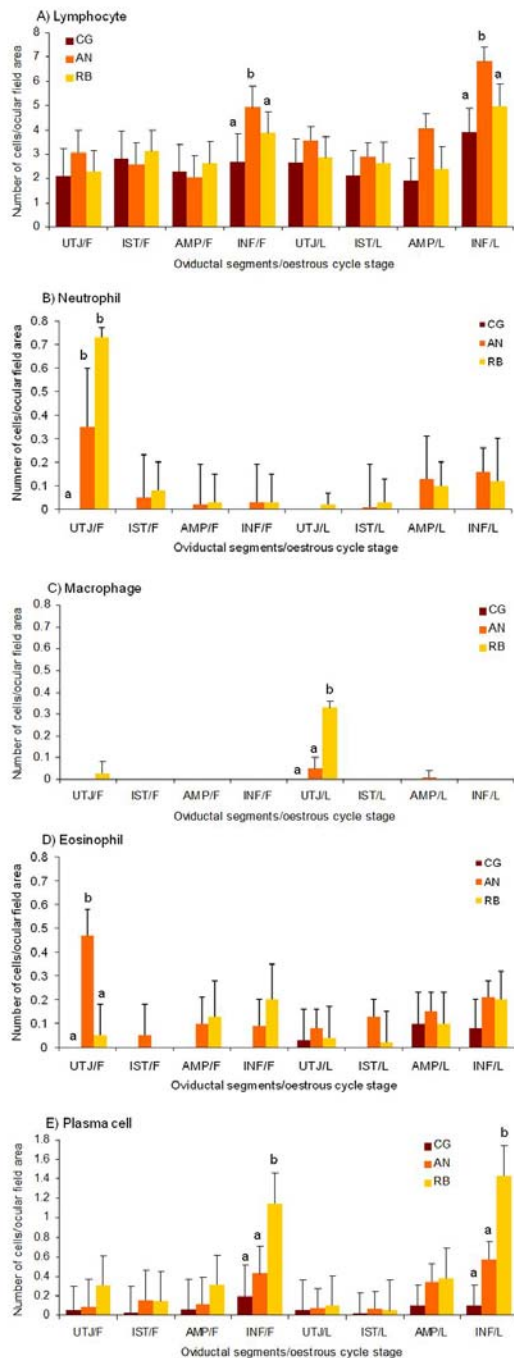 A) Lymphocyte
Number of cells/ocular field area
8
7
6
5
4
3
2
1
0
CG
AN
RB
a b a
a b a
UTJ/F IST/F AMP/F INF/F UTJ/L IST/L AMP/L INF/L
Oviductal segments/oestrous cycle stage
B) Neutrophil
Numner of cells/ocular field area
0.8
0.7
0.6
0.5
0.4
0.3
0.2
0.1
0
CG
AN
RB
a b b
UTJ/F IST/F AMP/F INF/F UTJ/L IST/L AMP/L INF/L
Oviductal segments/oestrous cycle stage
C) Macrophage
Number of cells/ocular field area
0.8
0.7
0.6
0.5
0.4
0.3
0.2
0.1
0
CG
AN
RB
a a b
UTJ/F IST/F AMP/F INF/F UTJ/L IST/L AMP/L INF/L
Oviductal segments/oestrous cycle stage
D) Eosinophil
Number of cells/ocular field area
0.8
0.7
0.6
0.5
0.4
0.3
0.2
0.1
0
CG
AN
RB
a b a
UTJ/F IST/F AMP/F INF/F UTJ/L IST/L AMP/L INF/L
Oviductal segments/oestrous cycle stage
E) Plasma cell
Number of cells/ocular field area
1.8
1.6
1.4
1.2
1
0.8
0.6
0.4
0.2
0
CG
AN
RB
a a b
a a b
UTJ/F IST/F AMP/F INF/F UTJ/L IST/L AMP/L INF/L
Oviductal segments/oestrous cycle stage